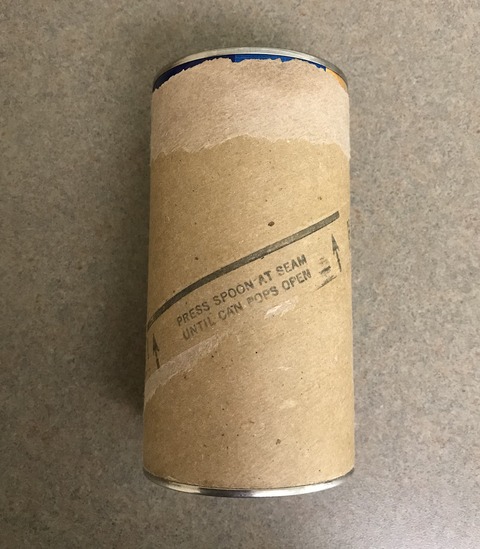 PRESS SPOON AT SEAM
UNTIL CAN POPS OPEN